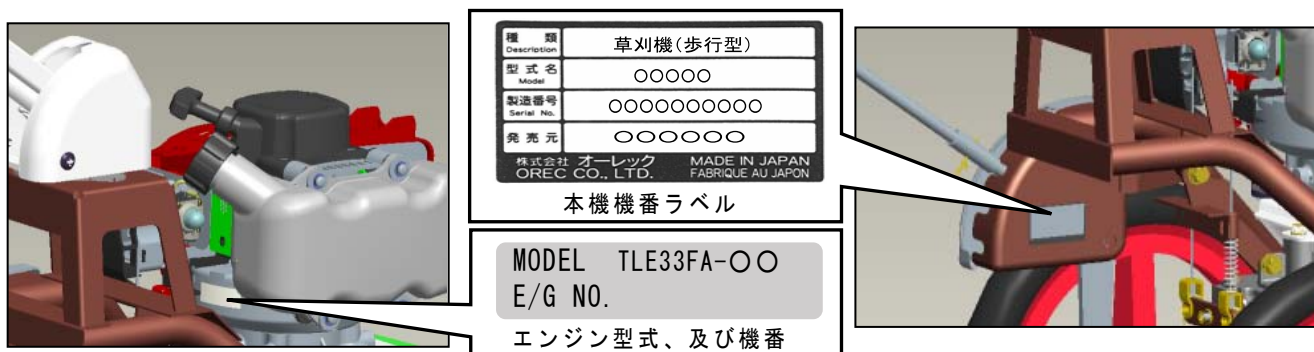 種類 草刈機(歩行型)
Description
型式名 ○○○○○
Model
製造番号 ○○○○○○○○○○
Serial No.
発売元 ○○○○○○
株式会社 オーレック MADE IN JAPAN
OREC CO., LTD. FABRIQUE AU JAPON
本機機番ラベル
MODEL TLE33FA-○○
E/G NO.
エンジン型式、及び機番